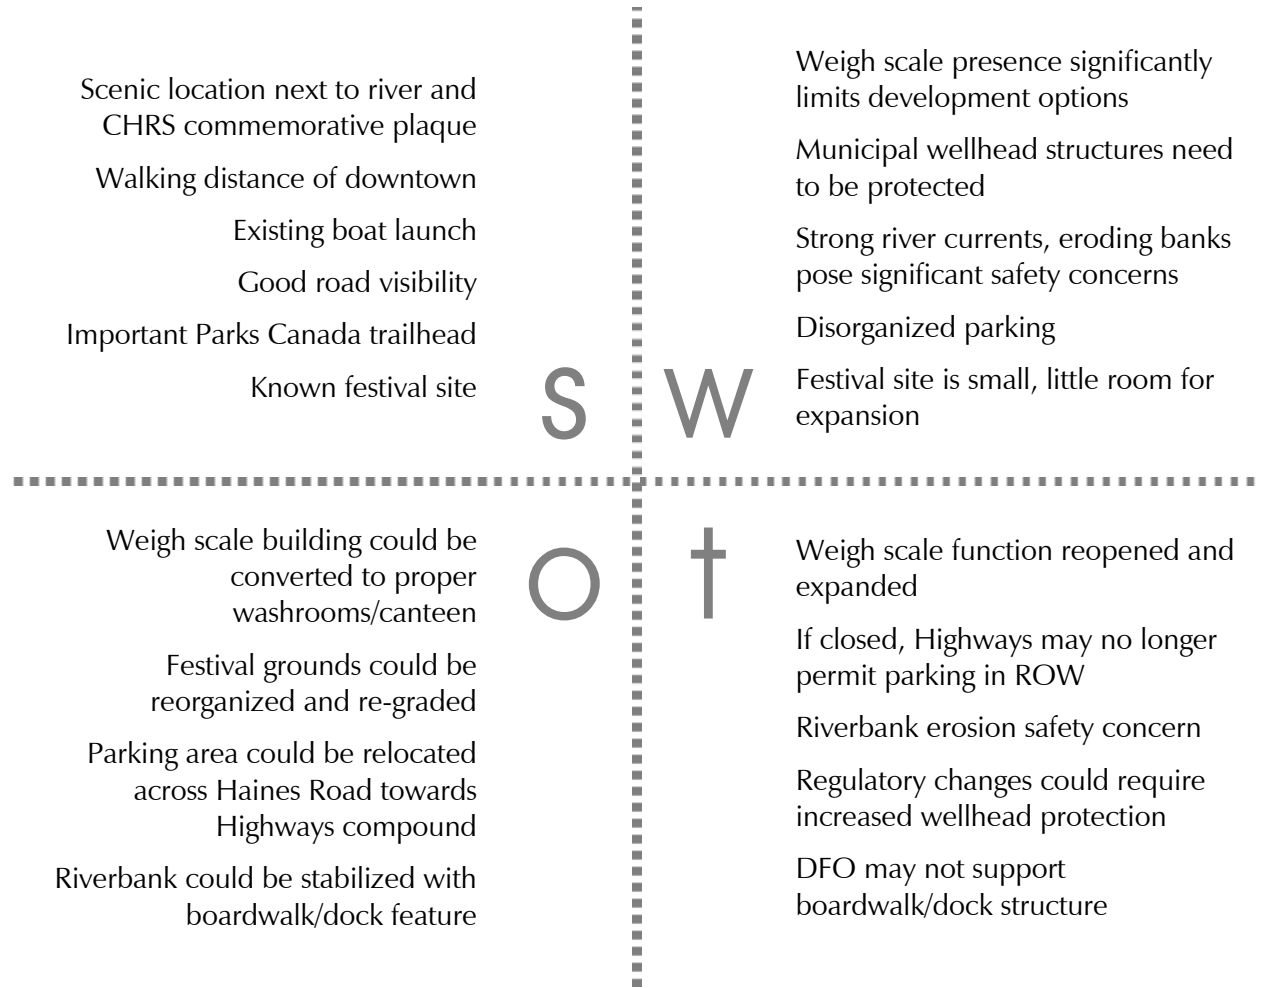 Scenic location next to river and
CHRS commemorative plaque
Walking distance of downtown
Existing boat launch
Good road visibility
Important Parks Canada trailhead
Known festival site
s
Weigh scale presence significantly
limits development options
Municipal wellhead structures need
to be protected
Strong river currents, eroding banks
pose significant safety concerns
Disorganized parking
Festival site is small, little room for
expansion
w
Weigh scale building could be
converted to proper
washrooms/canteen
Festival grounds could be
reorganized and re-graded
Parking area could be relocated
across Haines Road towards
Highways compound
Riverbank could be stabilized with
boardwalk/dock feature
o
t
Weigh scale function reopened and
expanded
If closed, Highways may no longer
permit parking in ROW
Riverbank erosion safety concern
Regulatory changes could require
increased wellhead protection
DFO may not support
boardwalk/dock structure